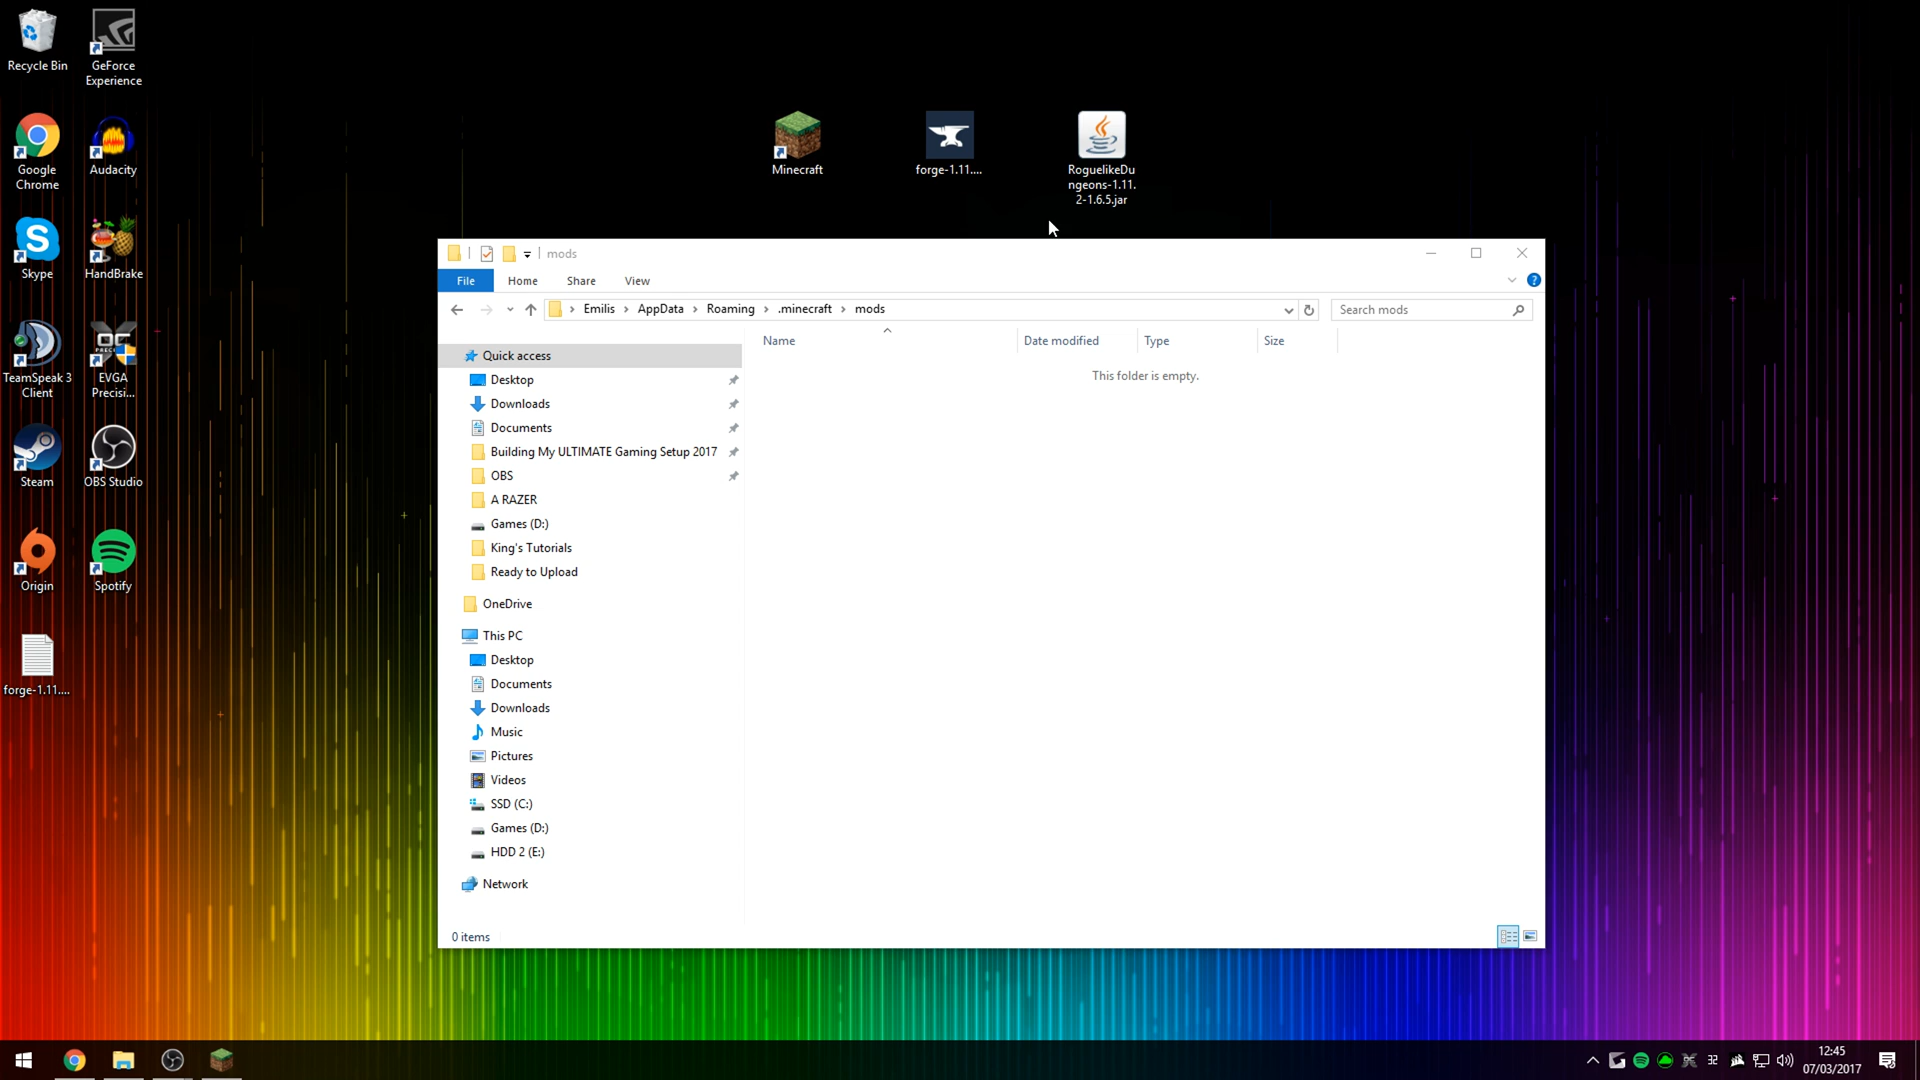 Recycle Bin
GeForce
Experience
Google
Chrome
Audacity
Skype
HandBrake
TeamSpeak 3
Client
EVGA
Precisi...
Steam
OBS Studio
Origin
Spotify
forge-1.11....
Minecraft
forge-1.11....
RoguelikeDu
ngeons-1.11.
2-1.6.5.jar
mods
File
Home
Share
View
Emilis
AppData
Roaming
.minecraft
mods
Search mods
Name
Date modified
Type
Size
This folder is empty.
Quick access
Desktop
Downloads
Documents
Building My ULTIMATE Gaming Setup 2017
OBS
A RAZER
Games (D:)
King's Tutorials
Ready to Upload
OneDrive
This PC
Desktop
Documents
Downloads
Music
Pictures
Videos
SSD (C:)
Games (D:)
HDD 2 (E:)
Network
0 items
12:45
07/03/2017